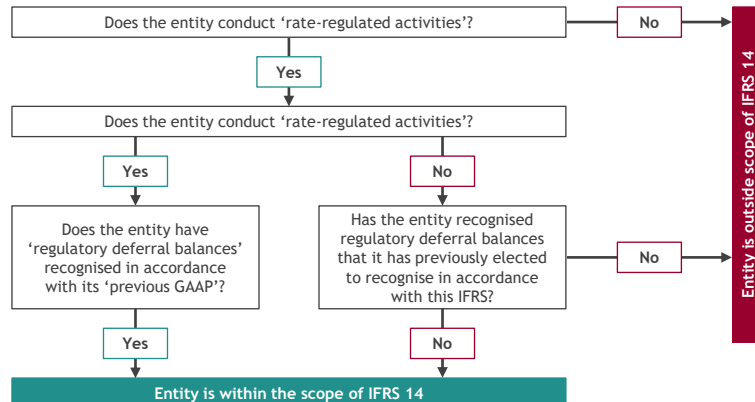 Does the entity conduct ‘rate-regulated activities’?
No
Yes
Does the entity conduct ‘rate-regulated activities’?
Yes
No
Does the entity have
‘regulatory deferral balances’
recognised in accordance
with its ‘previous GAAP’?
Has the entity recognised
regulatory deferral balances
that it has previously elected
to recognise in accordance
with this IFRS?
No
Yes
No
Entity is within the scope of IFRS 14
Entity is outside scope of IFRS 14